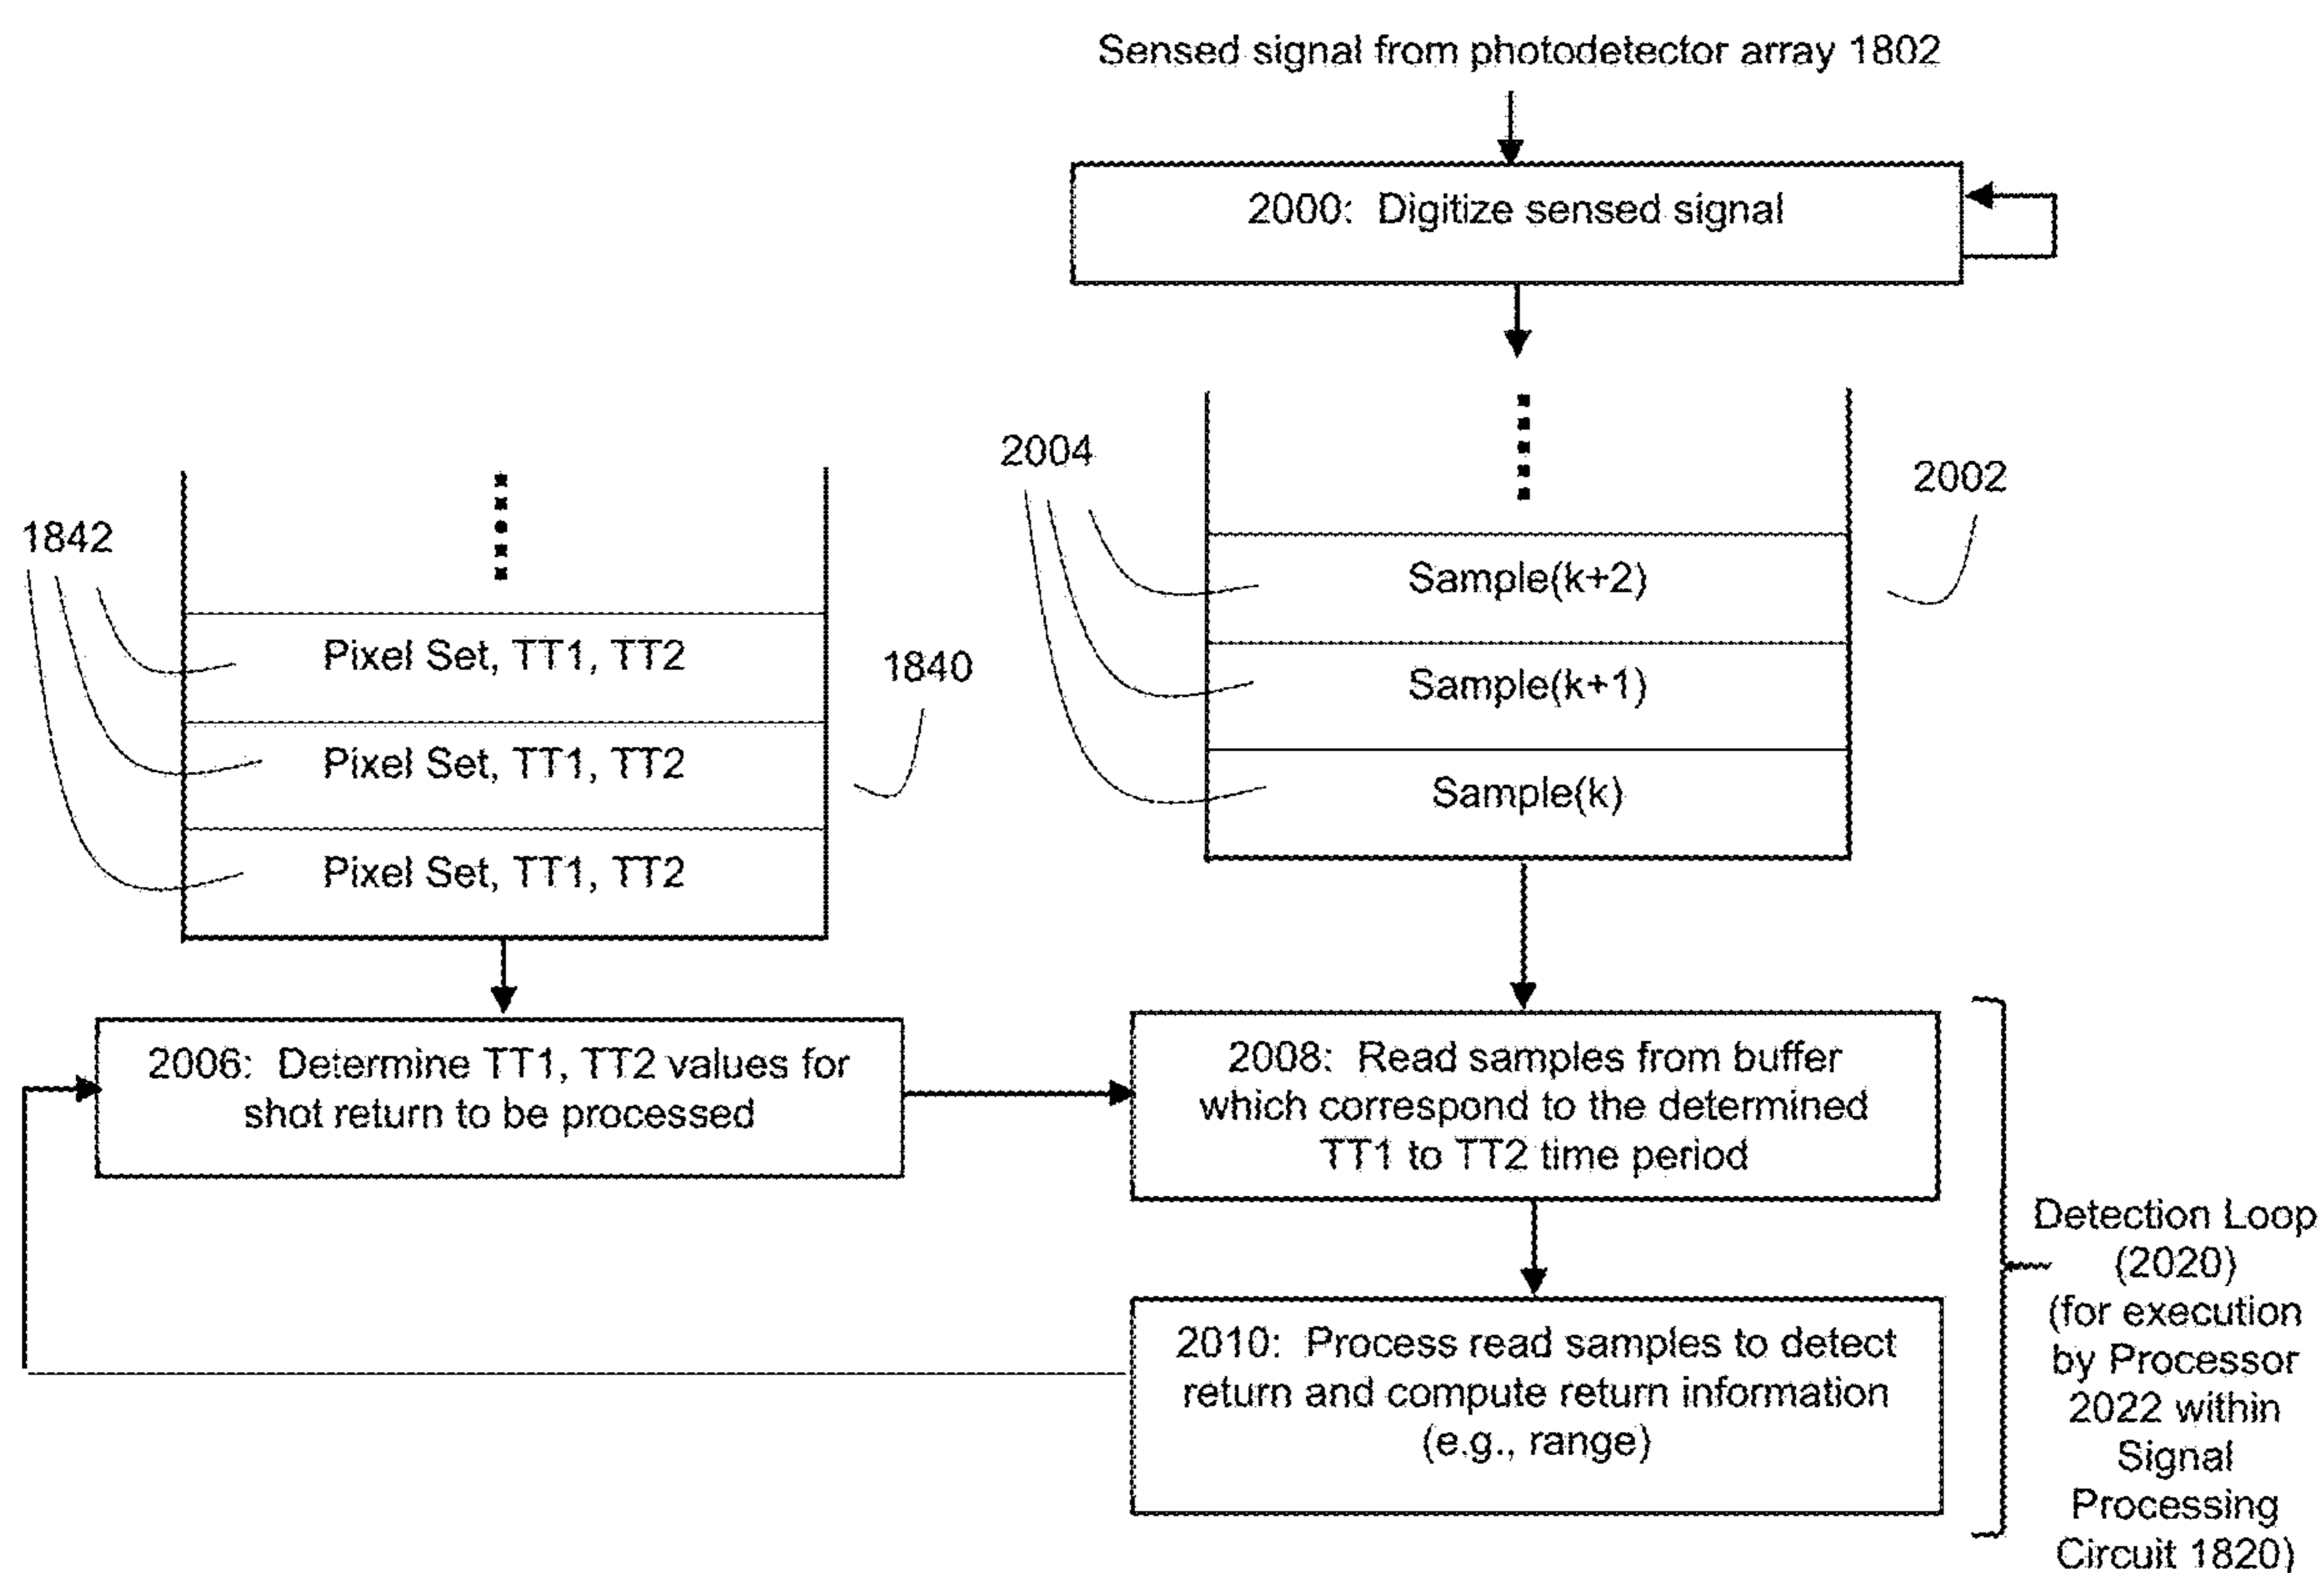 Sensed signal from photodetector array 1802
2000: Digitize sensed signal
2004
2002
1842
Sample(k+2)
Pixel Set, TT1, TT2
1840
Sample(k+1)
Pixel Set, TT1, TT2
Sample(k)
Pixel Set, TT1, TT2
2006: Determine TT1, TT2 values for
shot return to be processed
2008: Read samples from buffer
which correspond to the determined
TT1 to TT2 time period
2010: Process read samples to detect
return and compute return information
(e.g., range)
Detection Loop
(2020)
(for execution
by Processor
2022 within
Signal
Processing
Circuit 1820)